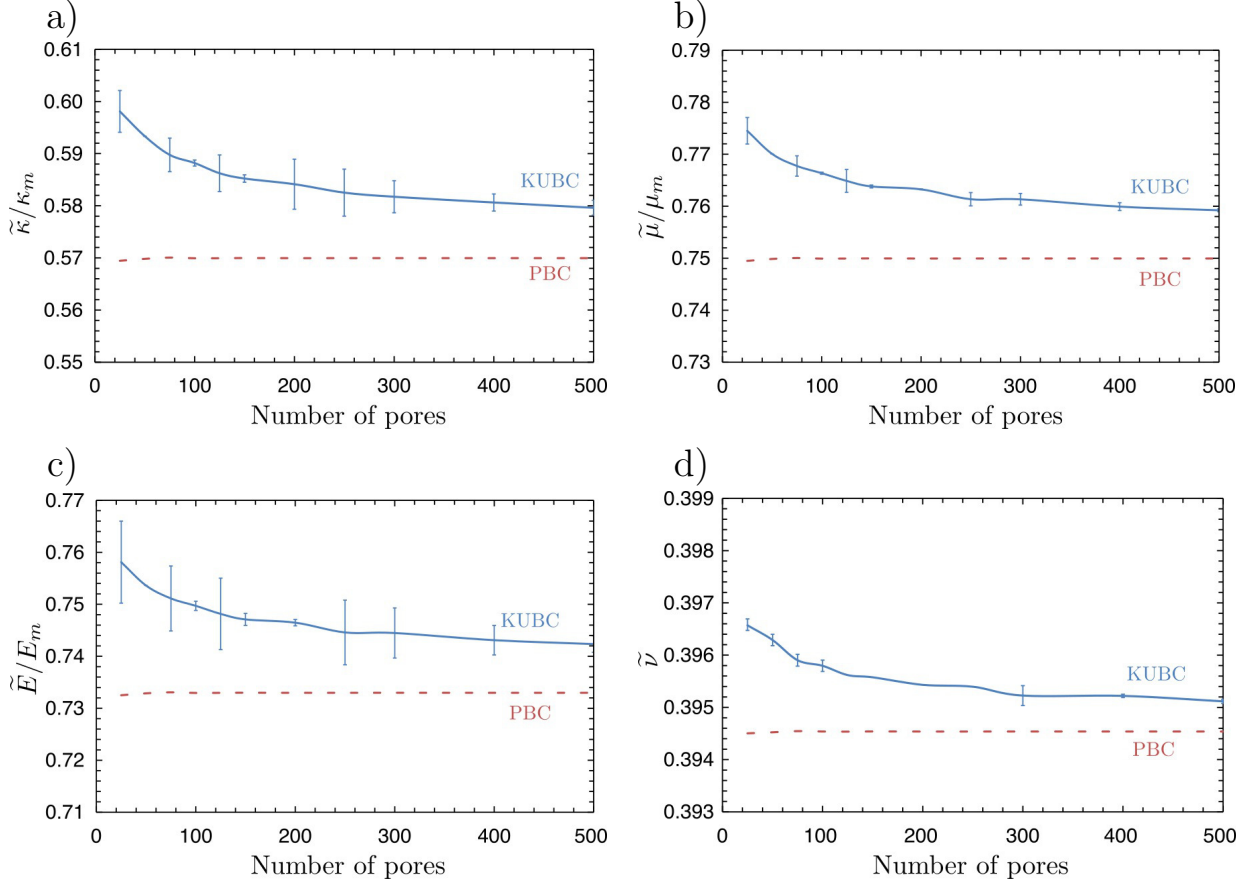 a)
0.61
0.60
0.59
0.58
0.57
0.56
0.55
κ̃/κₘ
KUBC
PBC
0 100 200 300 400 500
Number of pores
b)
0.79
0.78
0.77
0.76
0.75
0.74
0.73
μ̃/μₘ
KUBC
PBC
0 100 200 300 400 500
Number of pores
c)
0.77
0.76
0.75
0.74
0.73
0.72
0.71
Ẽ/Eₘ
KUBC
PBC
0 100 200 300 400 500
Number of pores
d)
0.399
0.398
0.397
0.396
0.395
0.394
0.393
ν̃
KUBC
PBC
0 100 200 300 400 500
Number of pores